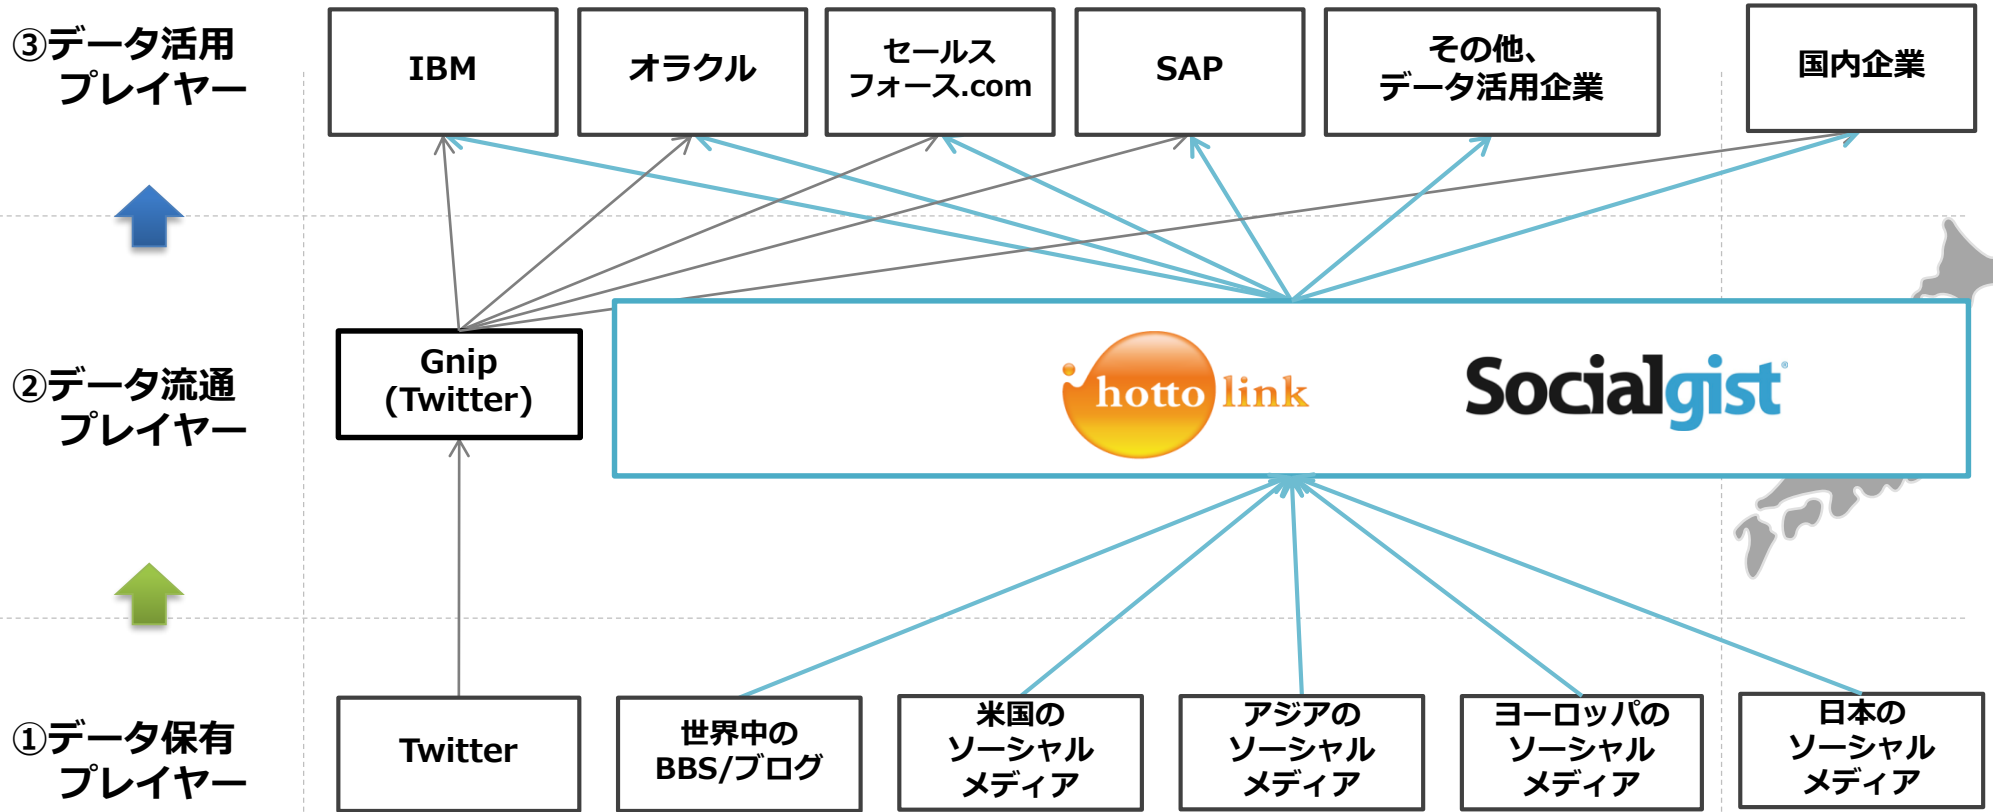 ③データ活用
プレイヤー
IBM
オラクル
セールス
フォース.com
SAP
その他、
データ活用企業
国内企業
②データ流通
プレイヤー
Gnip
(Twitter)
hotto link
Socialgist
①データ保有
プレイヤー
Twitter
世界中の
BBS/ブログ
米国の
ソーシャル
メディア
アジアの
ソーシャル
メディア
ヨーロッパの
ソーシャル
メディア
日本の
ソーシャル
メディア